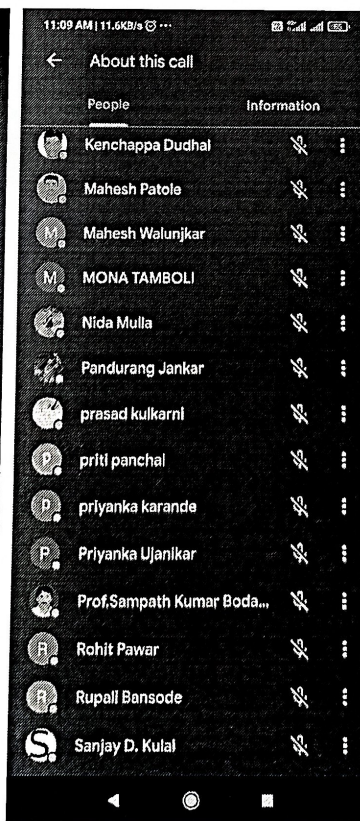 11:09 AM | 11.6KB/s
About this call
People Information
Kenchappa Dudhal
Mahesh Patole
M Mahesh Walunjkar
M MONA TAMBOLI
Nida Mulla
Pandurang Jankar
prasad kulkarni
P priti panchal
P priyanka karande
P Priyanka Ujanikar
Prof.Sampath Kumar Boda...
R Rohit Pawar
R Rupali Bansode
S Sanjay D. Kulal